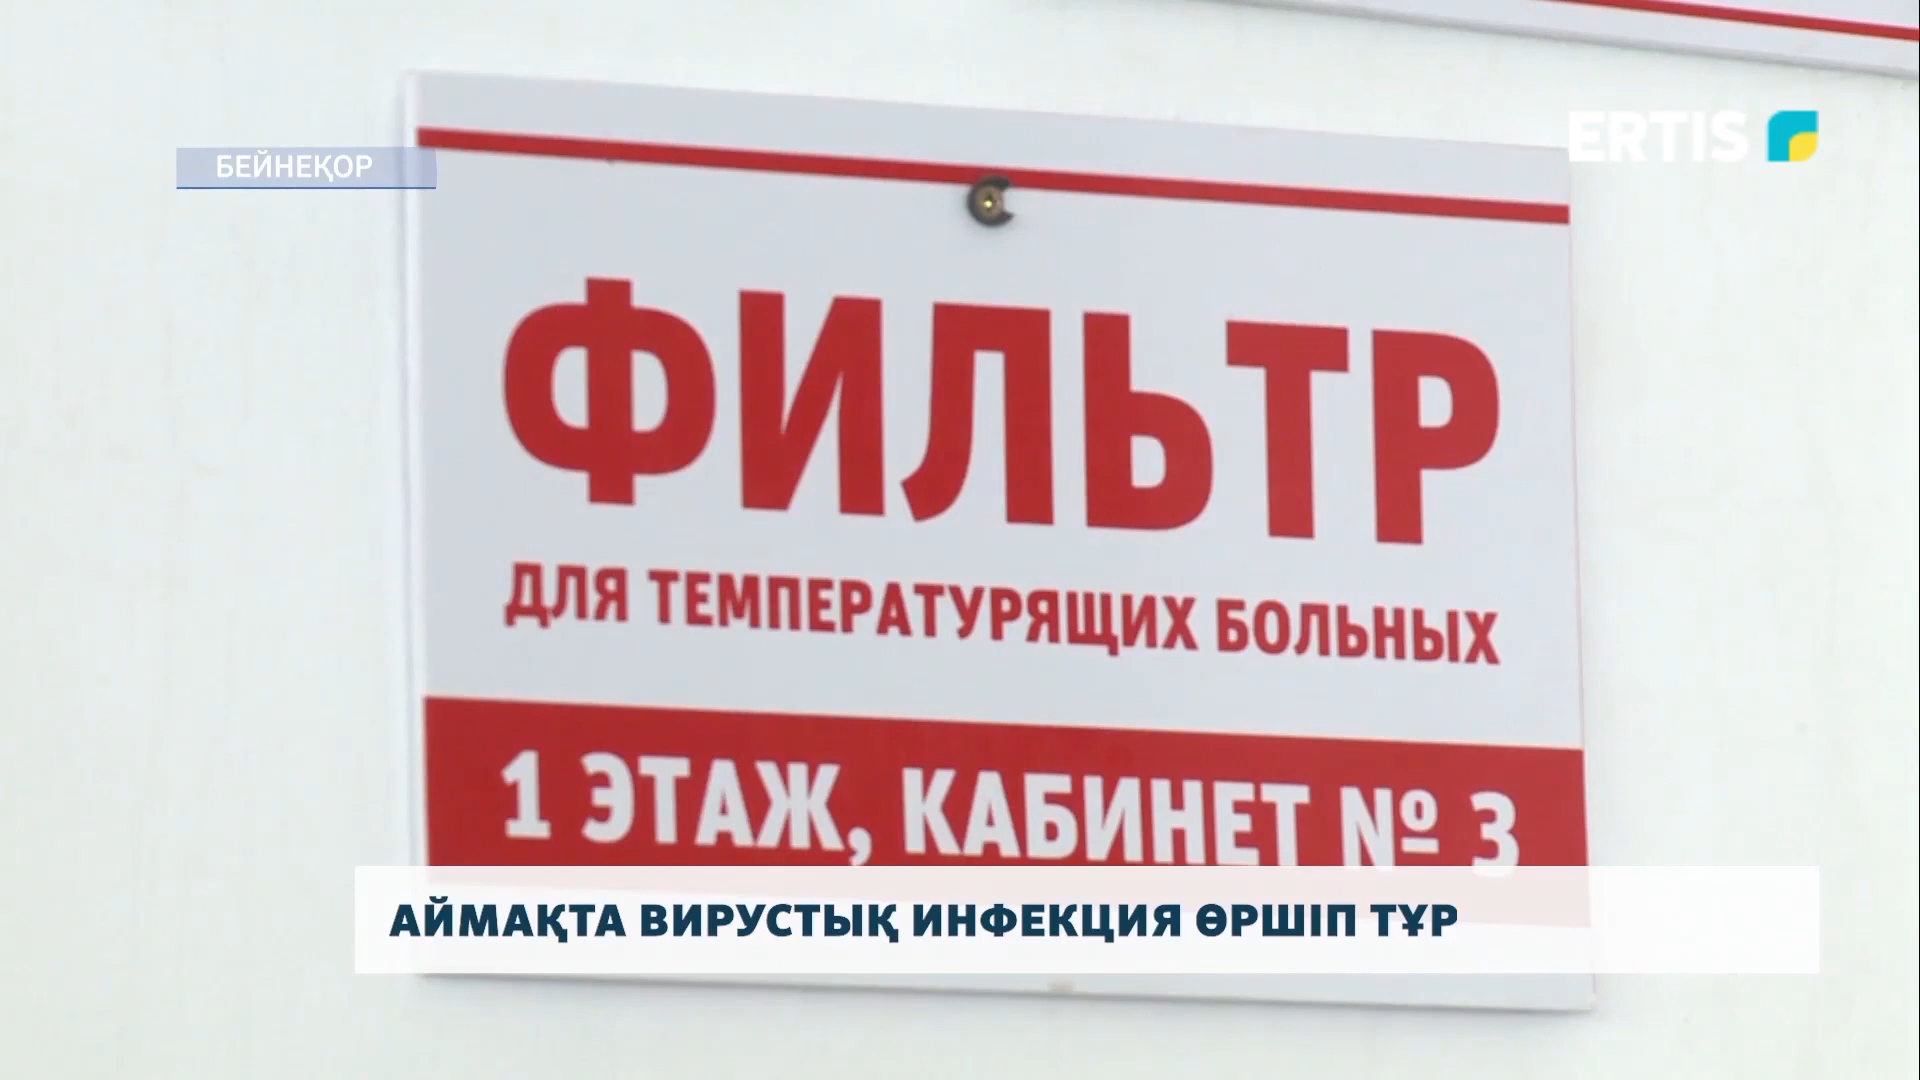 ERTIS
БЕЙНЕҚОР
ФИЛЬТР
ДЛЯ ТЕМПЕРАТУРЯЩИХ БОЛЬНЫХ
1 ЭТАЖ, КАБИНЕТ № 3
АЙМАҚТА ВИРУСТЫҚ ИНФЕКЦИЯ ӨРШІП ТҰР